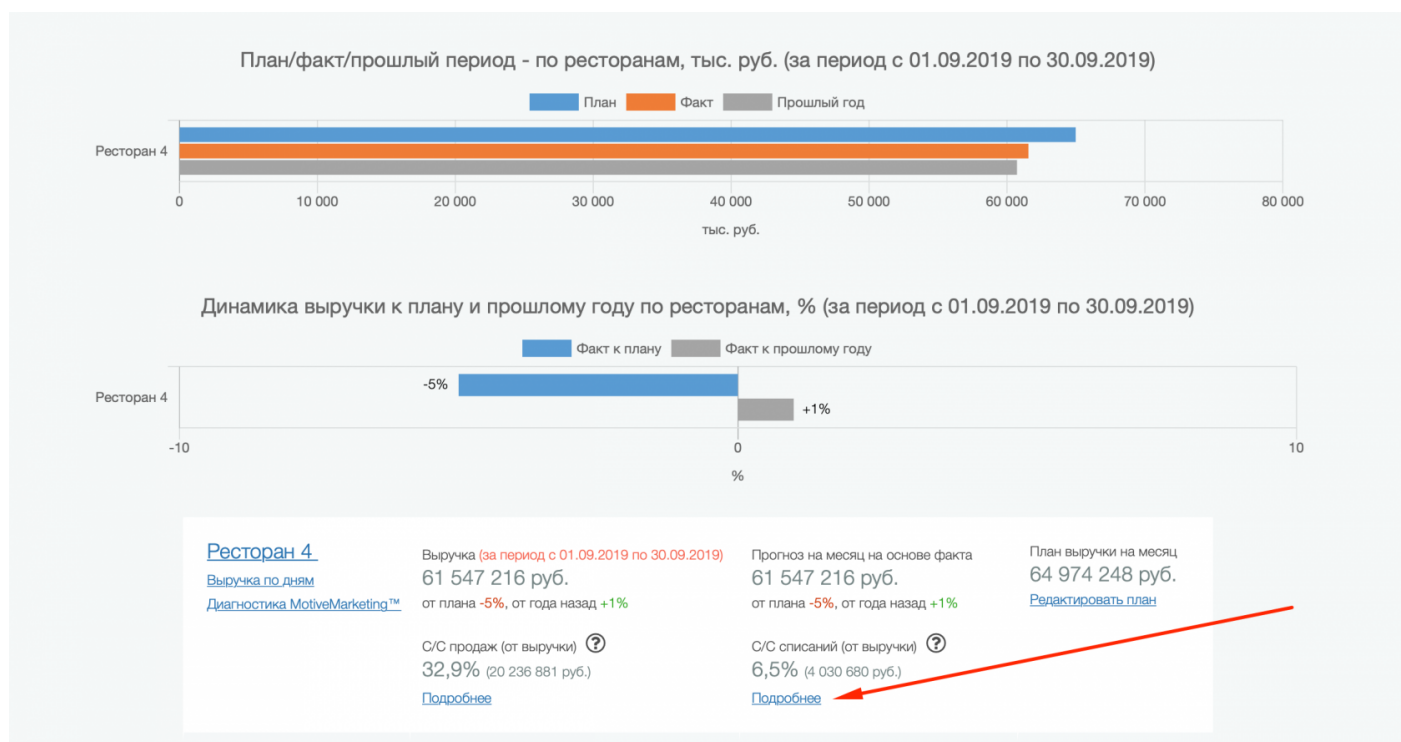 План/факт/прошлый период - по ресторанам, тыс. руб. (за период с 01.09.2019 по 30.09.2019)
План Факт Прошлый год
Ресторан 4
0 10 000 20 000 30 000 40 000 50 000 60 000 70 000 80 000
тыс. руб.
Динамика выручки к плану и прошлому году по ресторанам, % (за период с 01.09.2019 по 30.09.2019)
Факт к плану Факт к прошлому году
-5%
Ресторан 4
+1%
-10 0 10
%
Ресторан 4
Выручка по дням
Диагностика MotiveMarketing™
Выручка (за период с 01.09.2019 по 30.09.2019)
61 547 216 руб.
от плана -5%, от года назад +1%
С/С продаж (от выручки) ?
32,9% (20 236 881 руб.)
Подробнее
Прогноз на месяц на основе факта
61 547 216 руб.
от плана -5%, от года назад +1%
С/С списаний (от выручки) ?
6,5% (4 030 680 руб.)
Подробнее
План выручки на месяц
64 974 248 руб.
Редактировать план